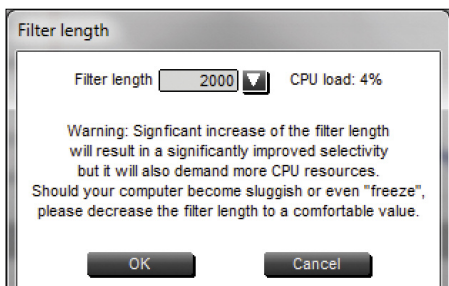 Filter length
Filter length 2000 CPU load: 4%
Warning: Signficant increase of the filter length
will result in a significantly improved selectivity
but it will also demand more CPU resources.
Should your computer become sluggish or even "freeze",
please decrease the filter length to a comfortable value.
OK Cancel